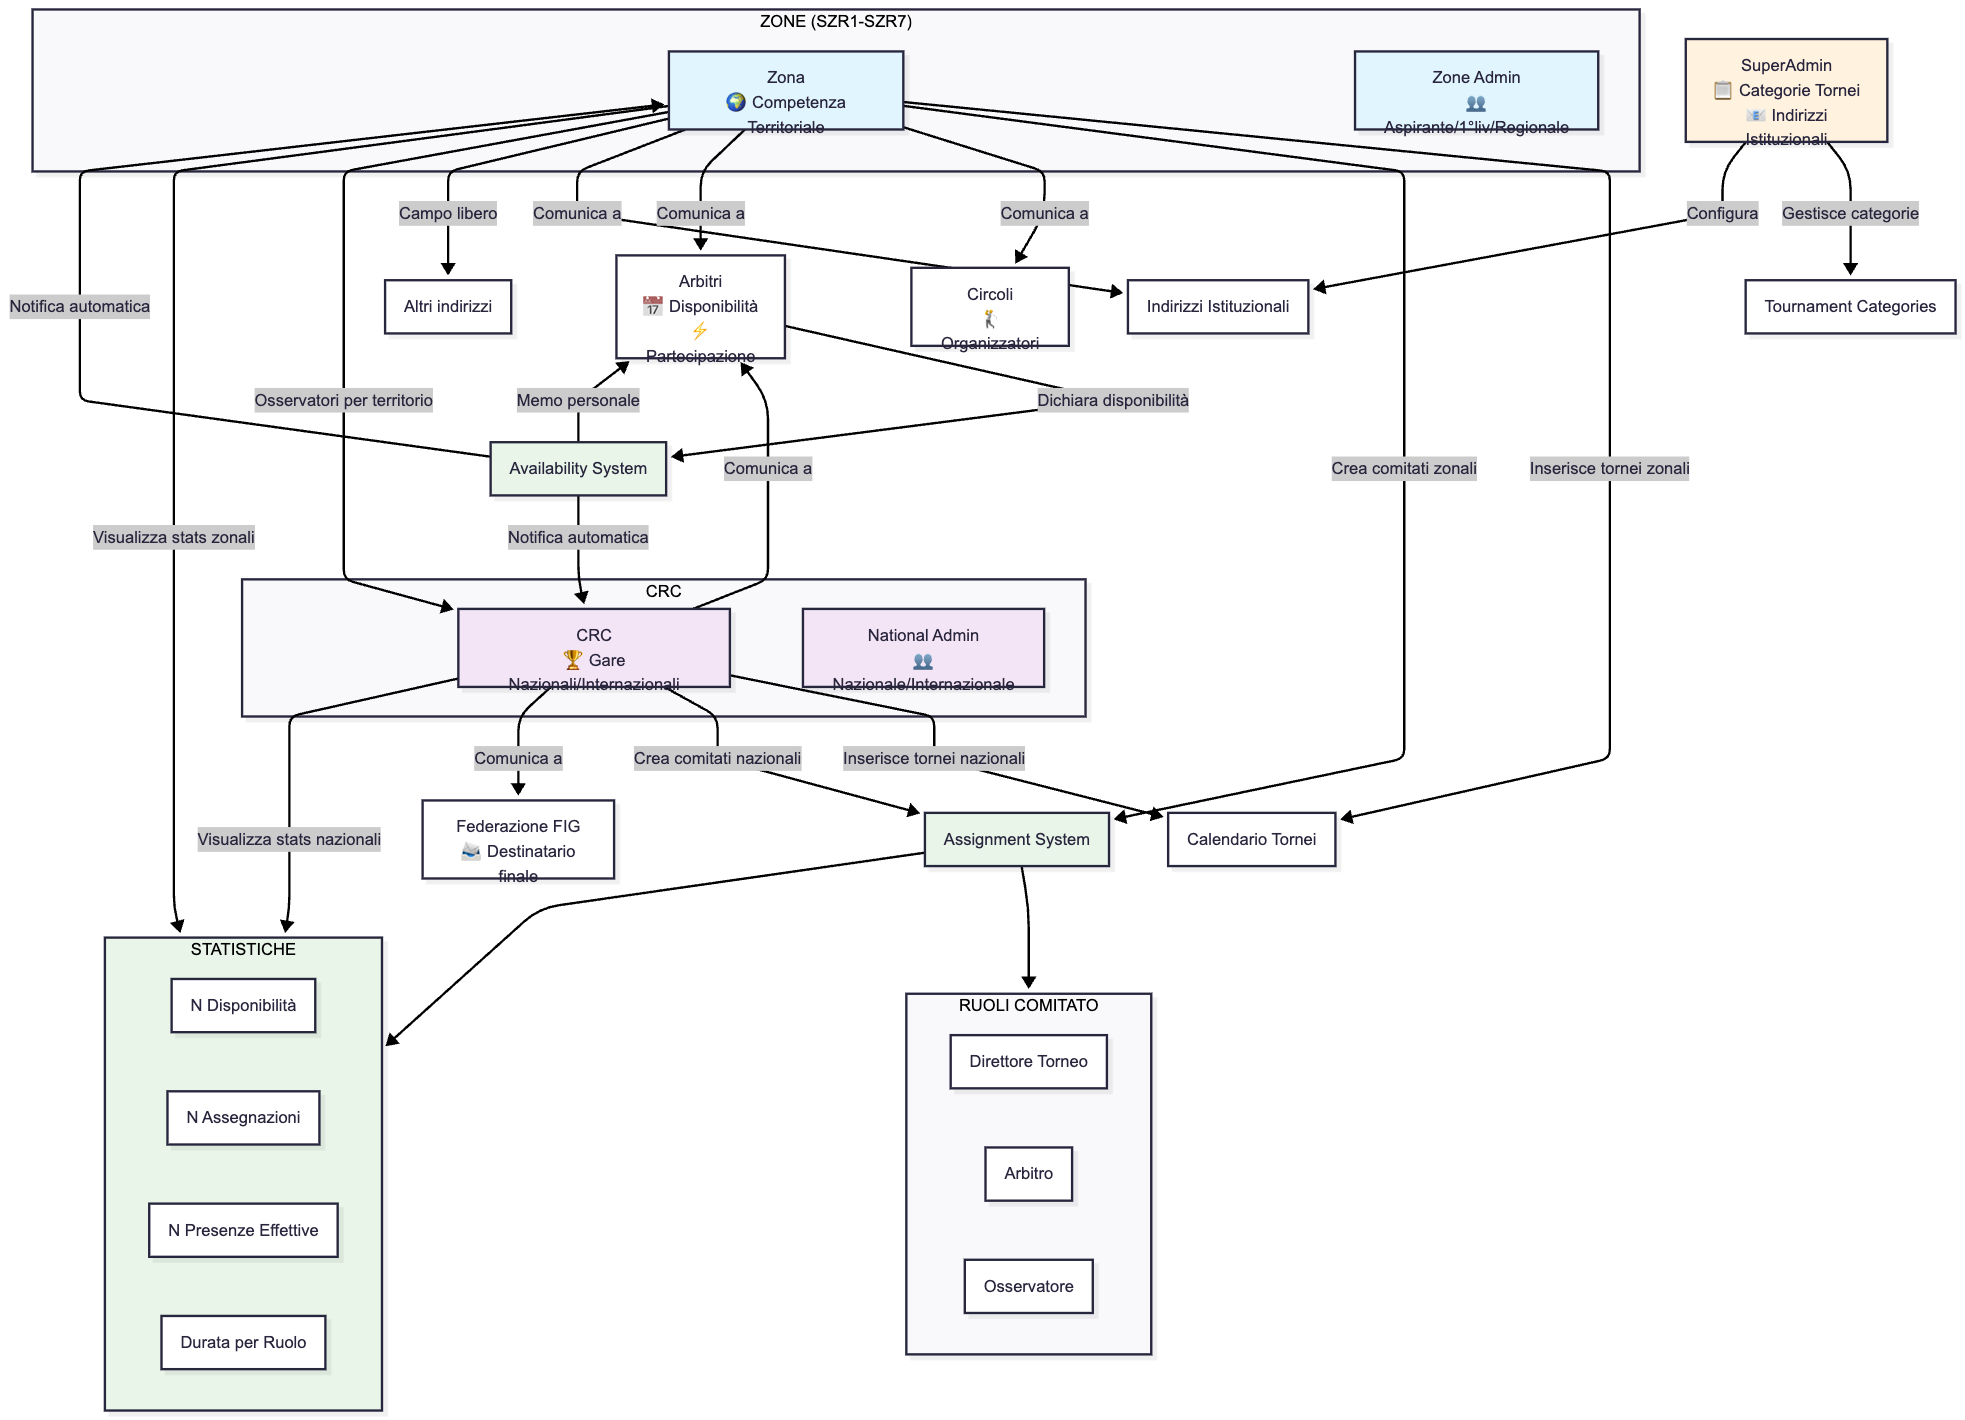 ZONE (SZR1-SZR7)
Zona
🌍 Competenza
Territoriale
Zone Admin
👥
Aspirante/1°liv/Regionale
SuperAdmin
📋 Categorie Tornei
📧 Indirizzi
Istituzionali
Campo libero
Comunica a
Comunica a
Comunica a
Configura
Gestisce categorie
Notifica automatica
Altri indirizzi
Arbitri
📅 Disponibilità
⚡
Partecipazione
Circoli
🏌 
Organizzatori
Indirizzi Istituzionali
Tournament Categories
Osservatori per territorio
Memo personale
Dichiara disponibilità
Availability System
Comunica a
Crea comitati zonali
Inserisce tornei zonali
Visualizza stats zonali
Notifica automatica
CRC
CRC
🏆 Gare
Nazionali/Internazionali
National Admin
👥
Nazionale/Internazionale
Comunica a
Crea comitati nazionali
Inserisce tornei nazionali
Visualizza stats nazionali
Federazione FIG
📨 Destinatario
finale
Assignment System
Calendario Tornei
STATISTICHE
N Disponibilità
N Assegnazioni
N Presenze Effettive
Durata per Ruolo
RUOLI COMITATO
Direttore Torneo
Arbitro
Osservatore